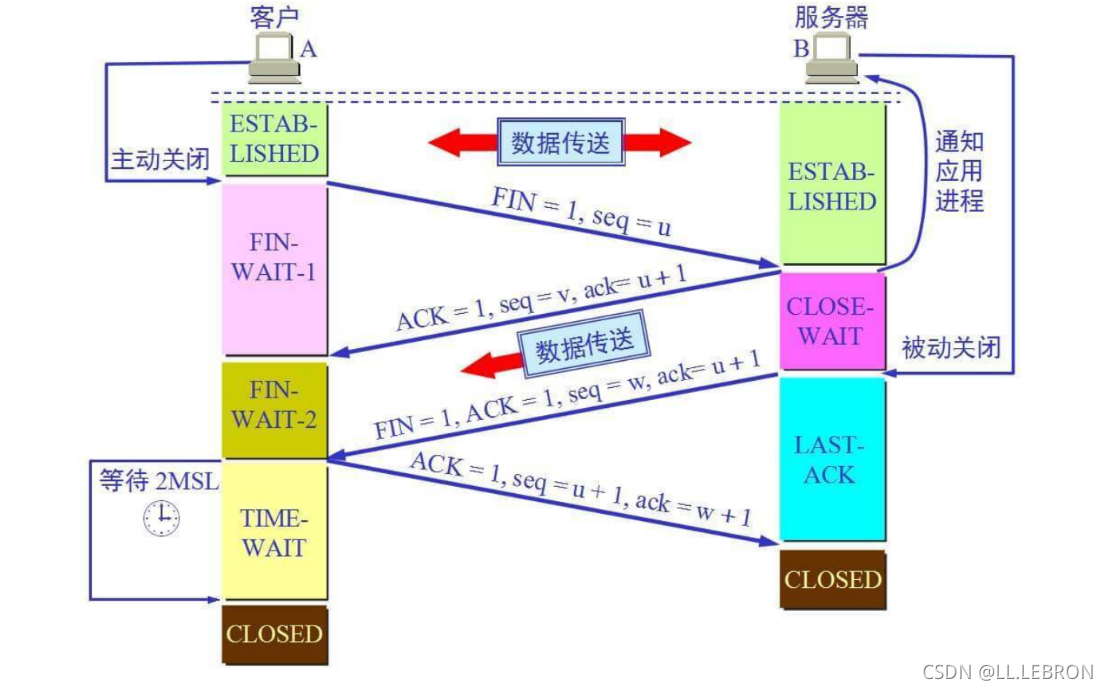 客户
服务器
A
B
ESTAB-
LISHED
数据传送
通知
应用
进程
主动关闭
ESTAB-
LISHED
FIN = 1, seq = u
FIN-
WAIT-1
ACK = 1, seq = v, ack= u + 1
CLOSE-
WAIT
数据传送
被动关闭
FIN-
WAIT-2
FIN = 1, ACK = 1, seq = w, ack= u + 1
LAST-
ACK
ACK = 1, seq = u + 1, ack = w + 1
等待 2MSL
TIME-
WAIT
CLOSED
CLOSED
CSDN @LL.LEBRON